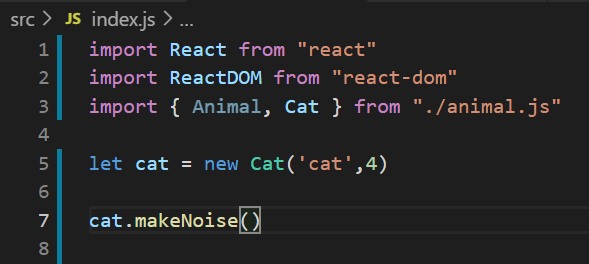 src > JS index.js > ...
1 import React from "react"
2 import ReactDOM from "react-dom"
3 import { Animal, Cat } from "./animal.js"
4
5 let cat = new Cat('cat',4)
6
7 cat.makeNoise()
8